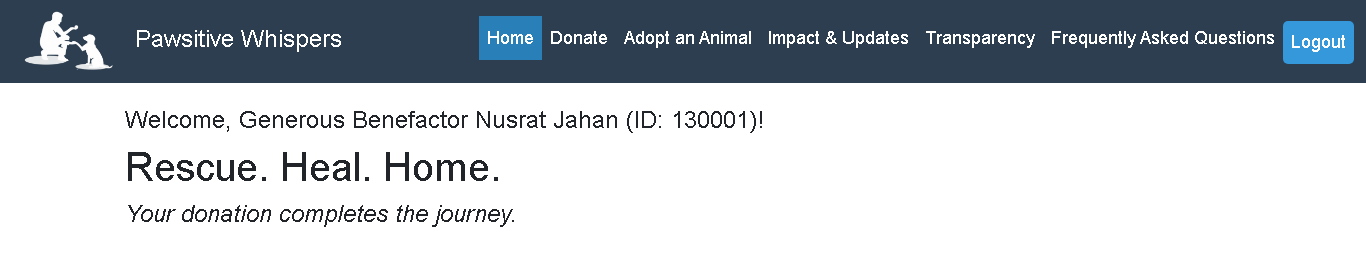 Pawsitive Whispers Home Donate Adopt an Animal Impact & Updates Transparency Frequently Asked Questions Logout
Welcome, Generous Benefactor Nusrat Jahan (ID: 130001)!
Rescue. Heal. Home.
Your donation completes the journey.